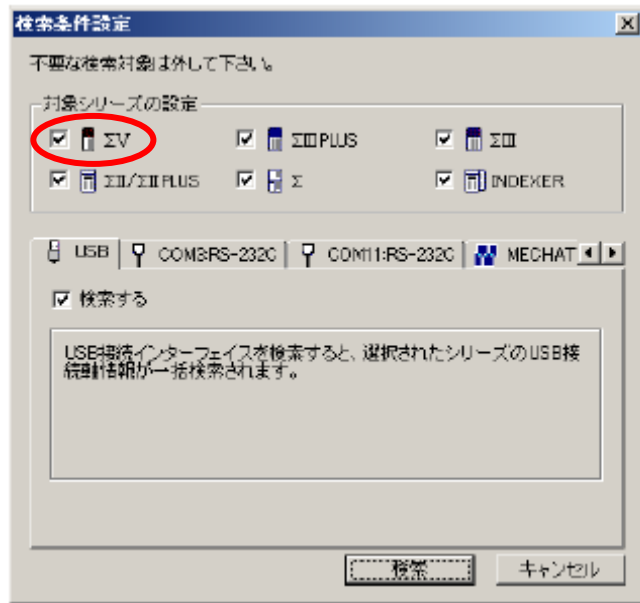 検索条件設定
不要な検索対象は外して下さい。
対象シリーズの設定
ΣV ΣIIIPLUS ΣIII
ΣII/ΣIIPLUS Σ INDEXER
USB COM3:RS-232C COM11:RS-232C MECHAT
検索する
USB接続インターフェイスを検索すると、選択されたシリーズのUSB接
続軸情報が一括検索されます。
検索 キャンセル